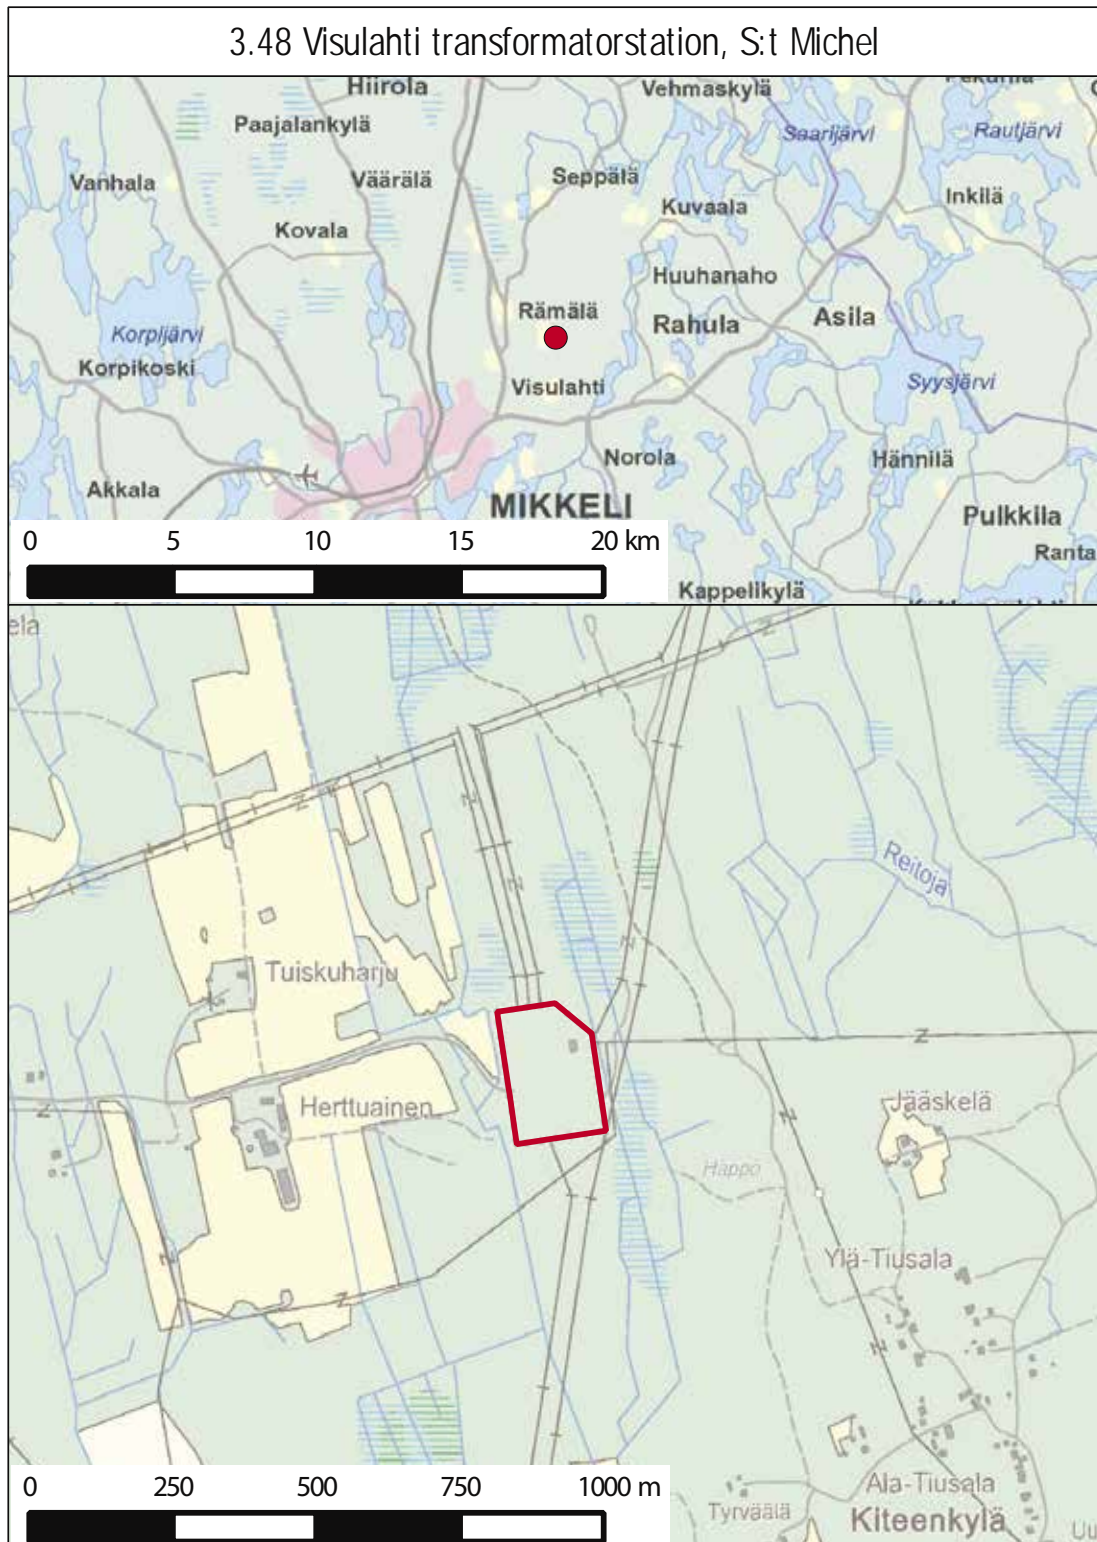 3.48 Visulahti transformatorstation, S:t Michel
Hiirola
Vehmaskylä
Paajalankylä
Saarijärvi
Rautjärvi
Vanhala
Väärälä
Seppälä
Inkilä
Kuvaala
Kovala
Huuhanaho
Rämälä
Rahula
Asila
Korpijärvi
Korpikoski
Visulahti
Syysjärvi
Norola
Hännilä
Akkala
MIKKELI
Pulkkila
Ranta
0 5 10 15 20 km
Kappelikylä
ela
Z
Z
Z
Z
Reitoja
Z
Z
Tuiskuharju
Z
Herttuainen
Jääskelä
Z
Z
Happo
Z
Ylä-Tiusala
Z
Z
0 250 500 750 1000 m
Ala-Tiusala
Tyrväälä
Kiteenkylä
Uu